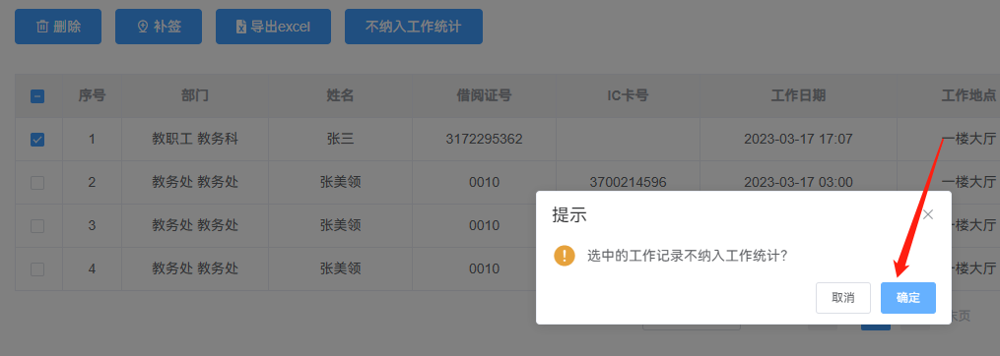 删除 补签 导出excel 不纳入工作统计
序号 部门 姓名 借阅证号 IC卡号 工作日期 工作地点
1 教职工 教务科 张三 3172295362 2023-03-17 17:07 一楼大厅
2 教务处 教务处 张美领 0010 3700214596 2023-03-17 03:00 一楼大厅
3 教务处 教务处 张美领 0010 一楼大厅
4 教务处 教务处 张美领 0010 一楼大厅
提示
选中的工作记录不纳入工作统计?
取消 确定
末页